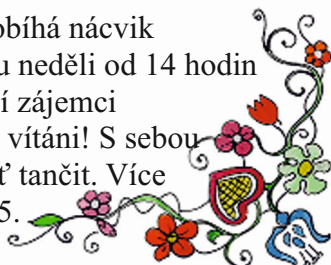 obíhá nácvik
u neděli od 14 hodin
í zájemci
vítáni! S sebou
ť tančit. Více
5.